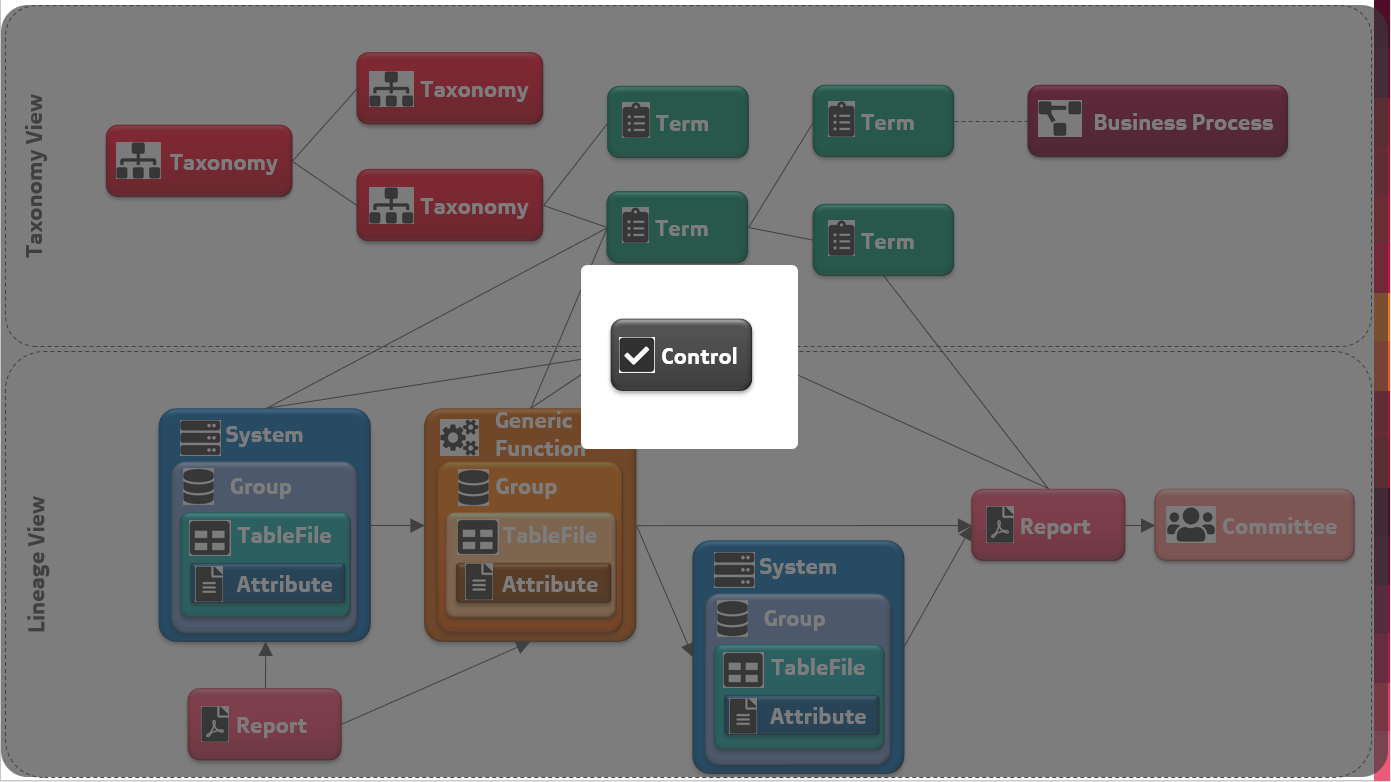 Taxonomy View
Taxonomy
Taxonomy
Taxonomy
Term
Term
Term
Term
Business Process
Control
Lineage View
System
Group
TableFile
Attribute
Generic
Function
Group
TableFile
Attribute
System
Group
TableFile
Attribute
Report
Committee
Report